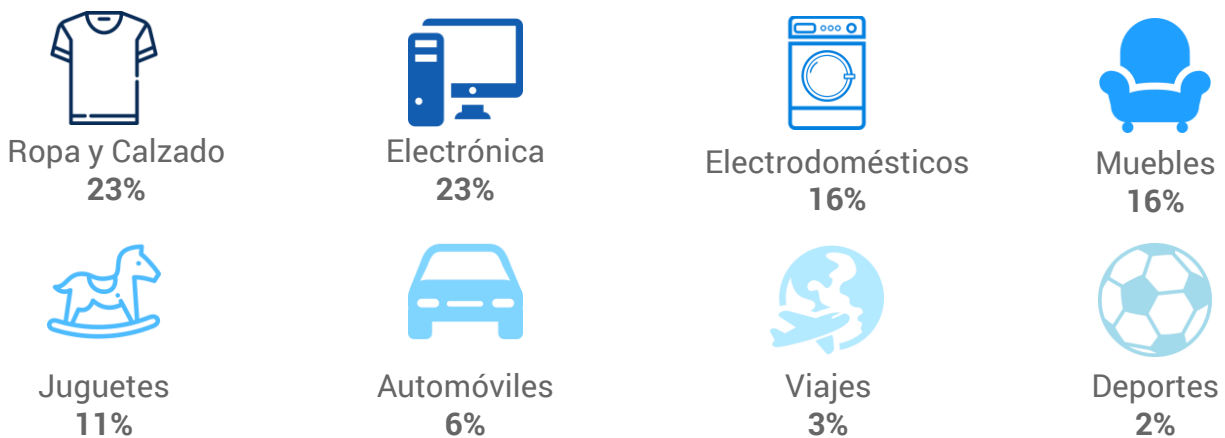 Ropa y Calzado
23%
Electrónica
23%
Electrodomésticos
16%
Muebles
16%
Juguetes
11%
Automóviles
6%
Viajes
3%
Deportes
2%